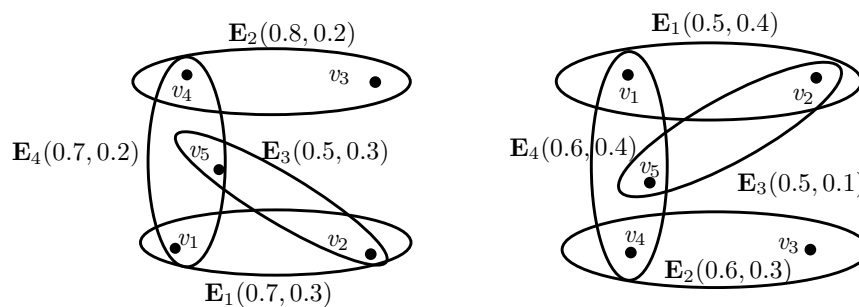 E₂(0.8, 0.2)
v₄
v₃
E₄(0.7, 0.2)
v₅
E₃(0.5, 0.3)
v₁
v₂
E₁(0.7, 0.3)
E₁(0.5, 0.4)
v₁
v₂
E₄(0.6, 0.4)
v₅
E₃(0.5, 0.1)
v₄
v₃
E₂(0.6, 0.3)